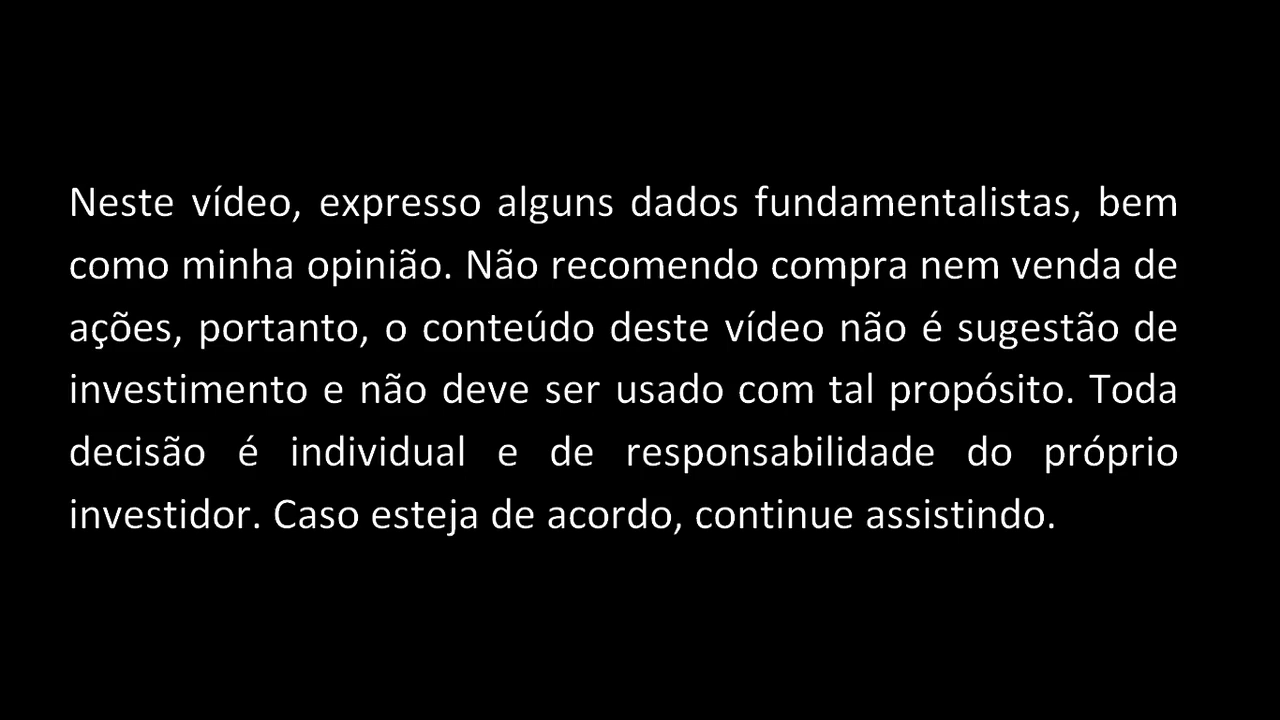 Neste vídeo, expresso alguns dados fundamentalistas, bem
como minha opinião. Não recomendo compra nem venda de
ações, portanto, o conteúdo deste vídeo não é sugestão de
investimento e não deve ser usado com tal propósito. Toda
decisão é individual e de responsabilidade do próprio
investidor. Caso esteja de acordo, continue assistindo.